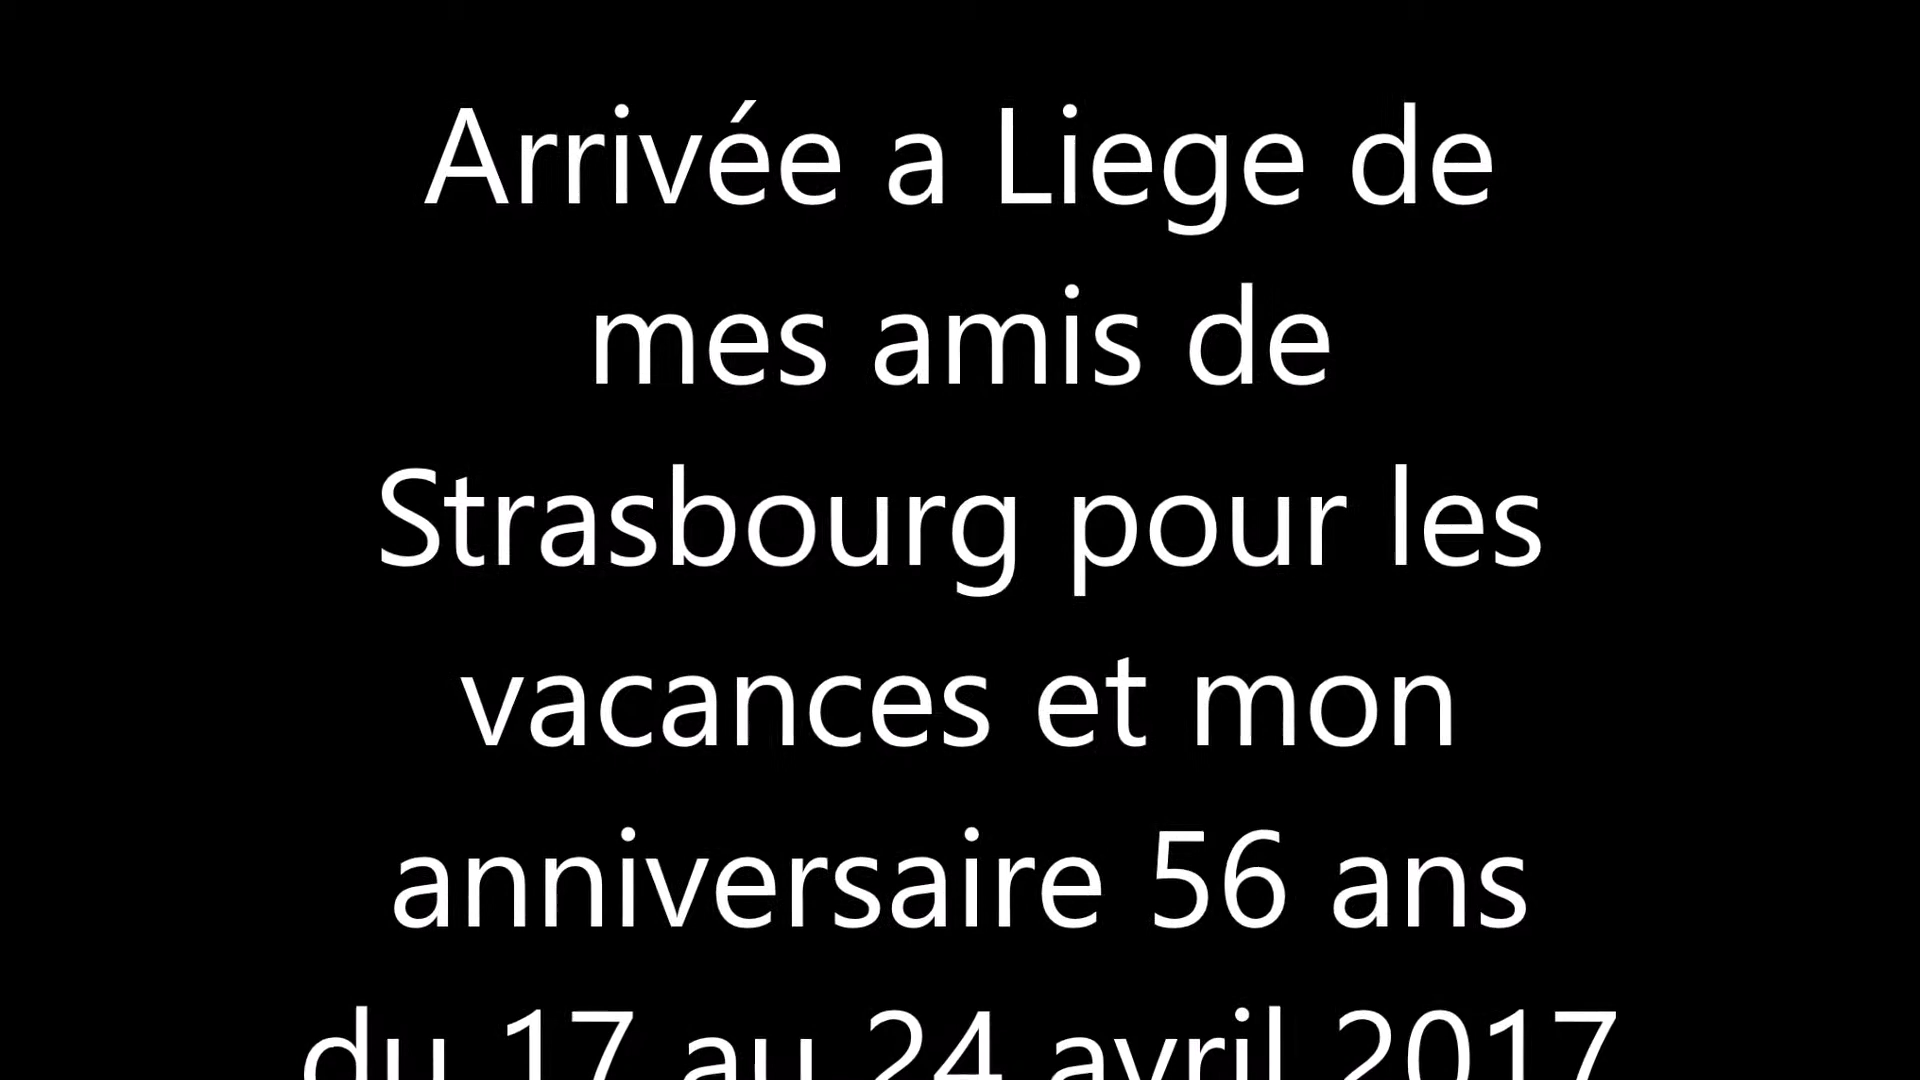 Arrivée a Liege de
mes amis de
Strasbourg pour les
vacances et mon
anniversaire 56 ans
du 17 au 24 avril 2017